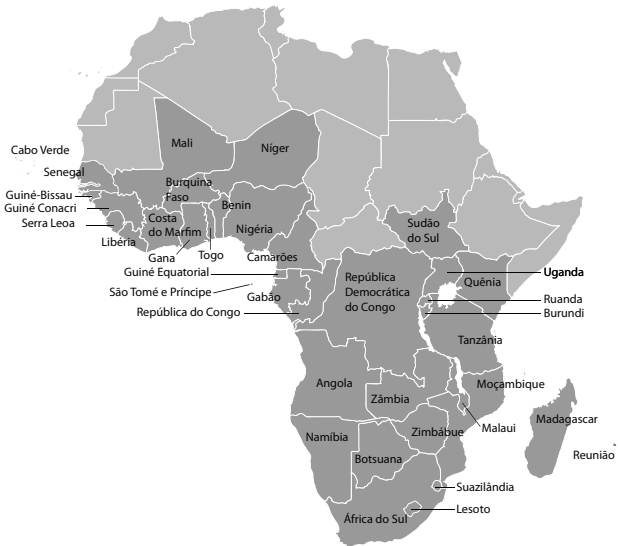 Mali
Níger
Cabo Verde
Senegal
Burquina
Faso
Guiné-Bissau
Guiné Conacri
Serra Leoa
Libéria
Costa
do Marfim
Gana
Togo
Benin
Nigéria
Camarões
Sudão
do Sul
Guiné Equatorial
São Tomé e Príncipe
Gabão
República do Congo
República
Democrática
do Congo
Uganda
Quênia
Ruanda
Burundi
Tanzânia
Angola
Zâmbia
Moçambique
Malaui
Madagascar
Reunião
Namíbia
Zimbábue
Botsuana
Suazilândia
Lesoto
África do Sul